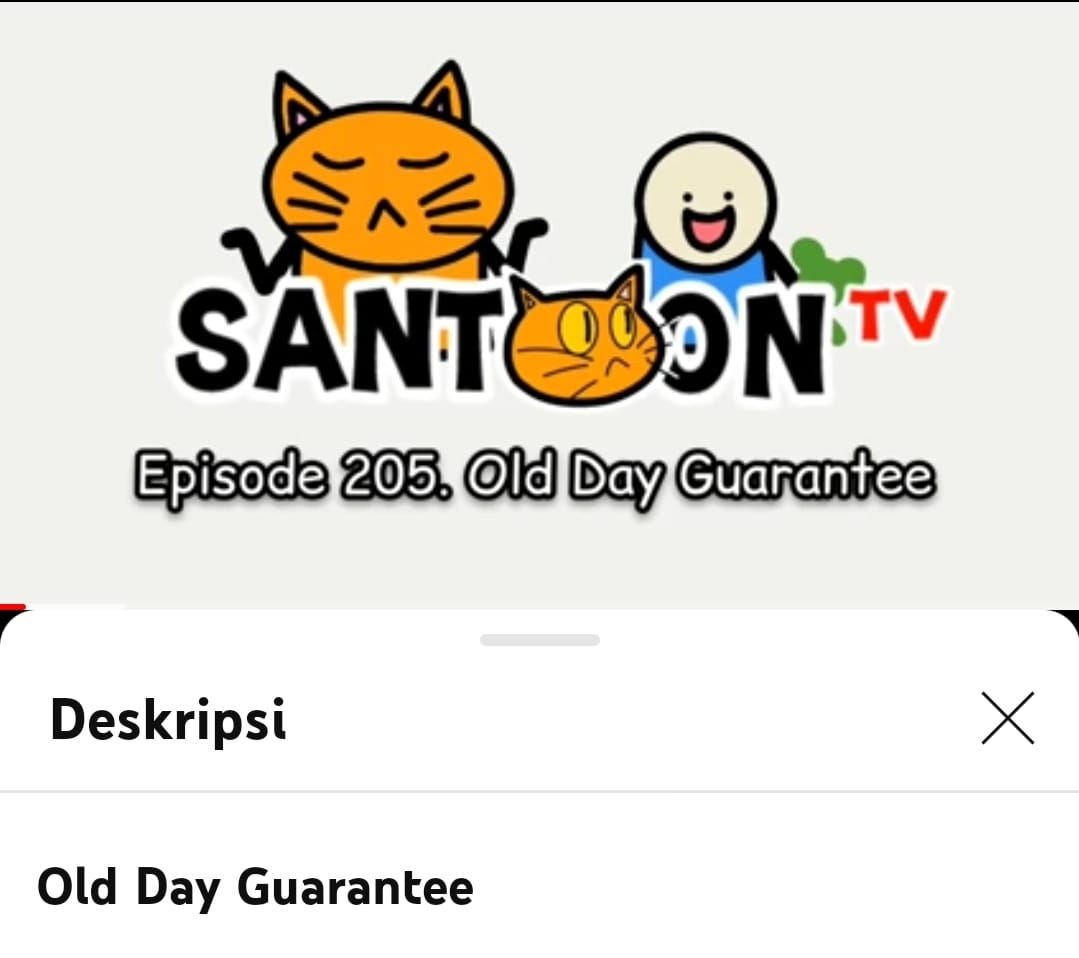 SANTOON TV
Episode 205. Old Day Guarantee
Deskripsi
Old Day Guarantee